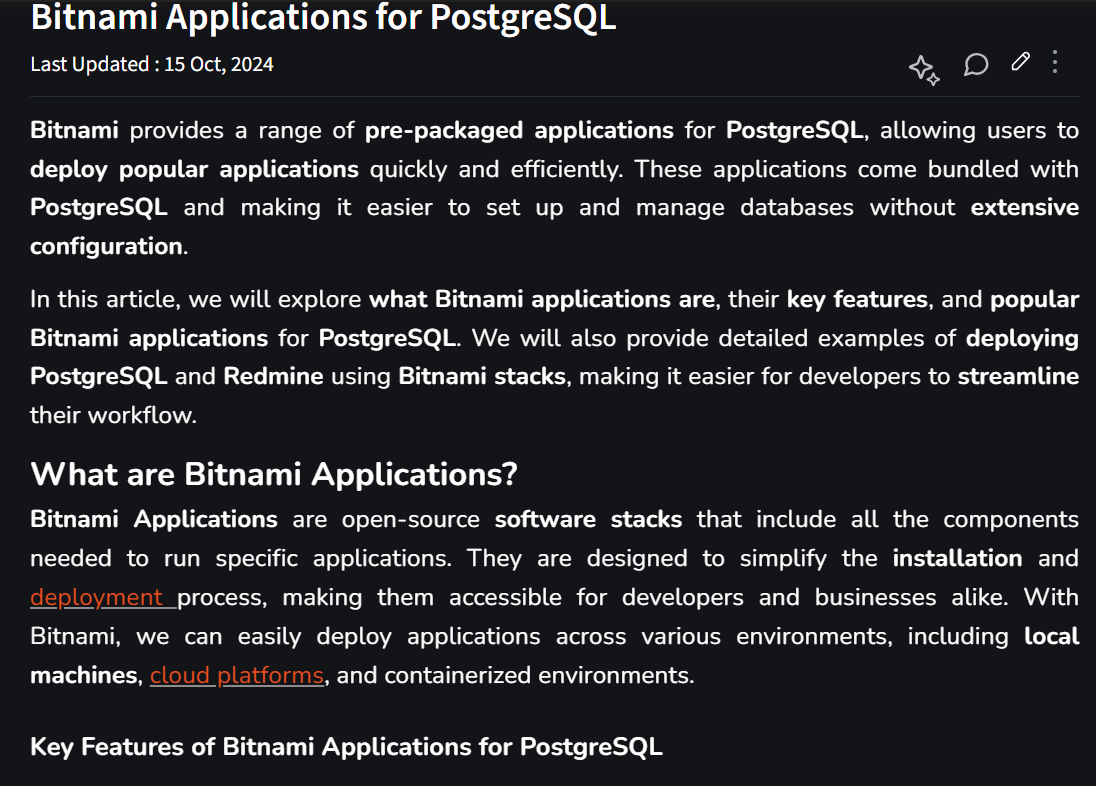 Bitnami Applications for PostgreSQL
Last Updated : 15 Oct, 2024
Bitnami provides a range of pre-packaged applications for PostgreSQL, allowing users to
deploy popular applications quickly and efficiently. These applications come bundled with
PostgreSQL and making it easier to set up and manage databases without extensive
configuration.
In this article, we will explore what Bitnami applications are, their key features, and popular
Bitnami applications for PostgreSQL. We will also provide detailed examples of deploying
PostgreSQL and Redmine using Bitnami stacks, making it easier for developers to streamline
their workflow.
What are Bitnami Applications?
Bitnami Applications are open-source software stacks that include all the components
needed to run specific applications. They are designed to simplify the installation and
deployment process, making them accessible for developers and businesses alike. With
Bitnami, we can easily deploy applications across various environments, including local
machines, cloud platforms, and containerized environments.
Key Features of Bitnami Applications for PostgreSQL